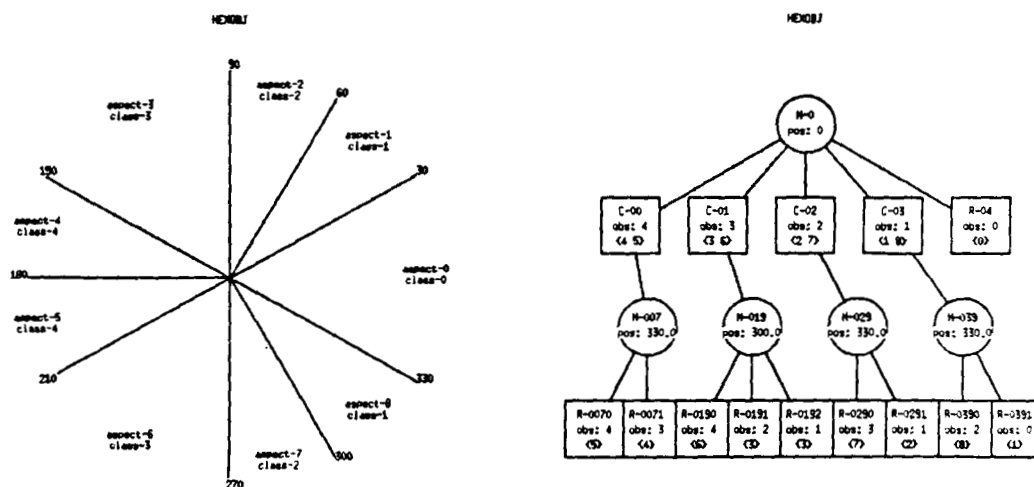 HEXOBJ
90
aspect-2
class-2
60
aspect-3
class-3
aspect-1
class-1
150
30
aspect-4
class-4
180
aspect-0
class-0
aspect-5
class-4
210
330
aspect-8
class-1
aspect-6
class-3
aspect-7
class-2
300
270
HEXOBJ
M-0
pos: 0
C-00
obs: 4
(4 5)
C-01
obs: 3
(3 6)
C-02
obs: 2
(2 7)
C-03
obs: 1
(1 8)
R-04
obs: 0
(0)
M-007
pos: 330.0
M-019
pos: 300.0
M-029
pos: 330.0
M-039
pos: 330.0
R-0070
obs: 4
(5)
R-0071
obs: 3
(4)
R-0190
obs: 4
(6)
R-0191
obs: 2
(3)
R-0192
obs: 1
(3)
R-0290
obs: 3
(7)
R-0291
obs: 1
(2)
R-0390
obs: 2
(8)
R-0391
obs: 0
(1)